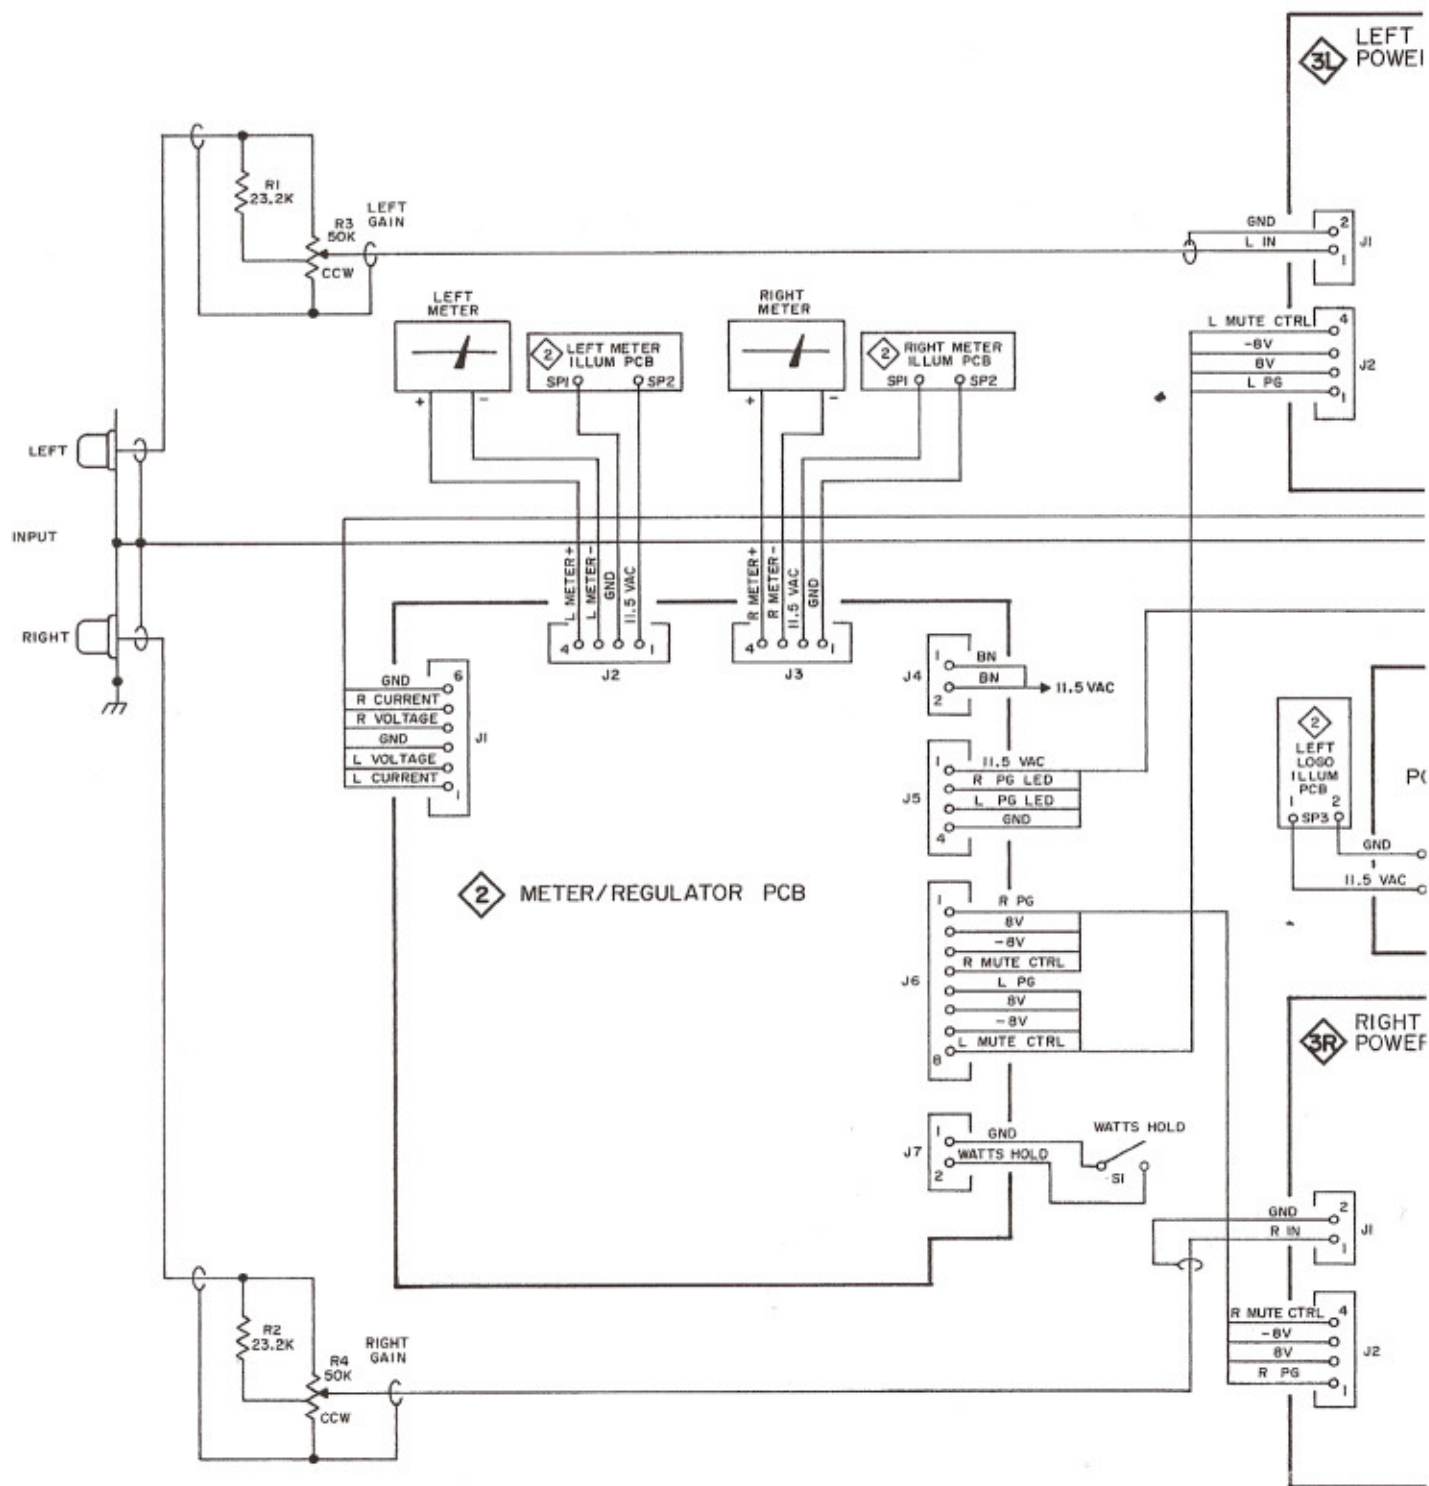 3L
LEFT
POWE
R1
23.2K
R3
50K
LEFT
GAIN
CCW
GND
2
L IN
1
J1
L MUTE CTRL
4
-8V
8V
L PG
1
J2
LEFT
METER
+
-
2
LEFT METER
ILLUM PCB
SP1
SP2
RIGHT
METER
+
-
2
RIGHT METER
ILLUM PCB
SP1
SP2
LEFT
INPUT
RIGHT
L METER+
L METER-
GND
11.5 VAC
4
1
J2
R METER+
R METER-
11.5 VAC
GND
4
1
J3
GND
6
R CURRENT
R VOLTAGE
GND
L VOLTAGE
L CURRENT
1
J1
J4
1
BN
BN
2
11.5 VAC
J5
1
11.5 VAC
R PG LED
L PG LED
GND
4
2
LEFT
LOGO
ILLUM
PCB
1
2
SP3
GND
11.5 VAC
2
METER/REGULATOR PCB
J6
1
R PG
8V
-8V
R MUTE CTRL
L PG
8V
-8V
L MUTE CTRL
8
3R
RIGHT
POWE
J7
1
GND
WATTS HOLD
2
WATTS HOLD
S1
GND
2
R IN
1
J1
R MUTE CTRL
4
-8V
8V
R PG
1
J2
R2
23.2K
R4
50K
RIGHT
GAIN
CCW